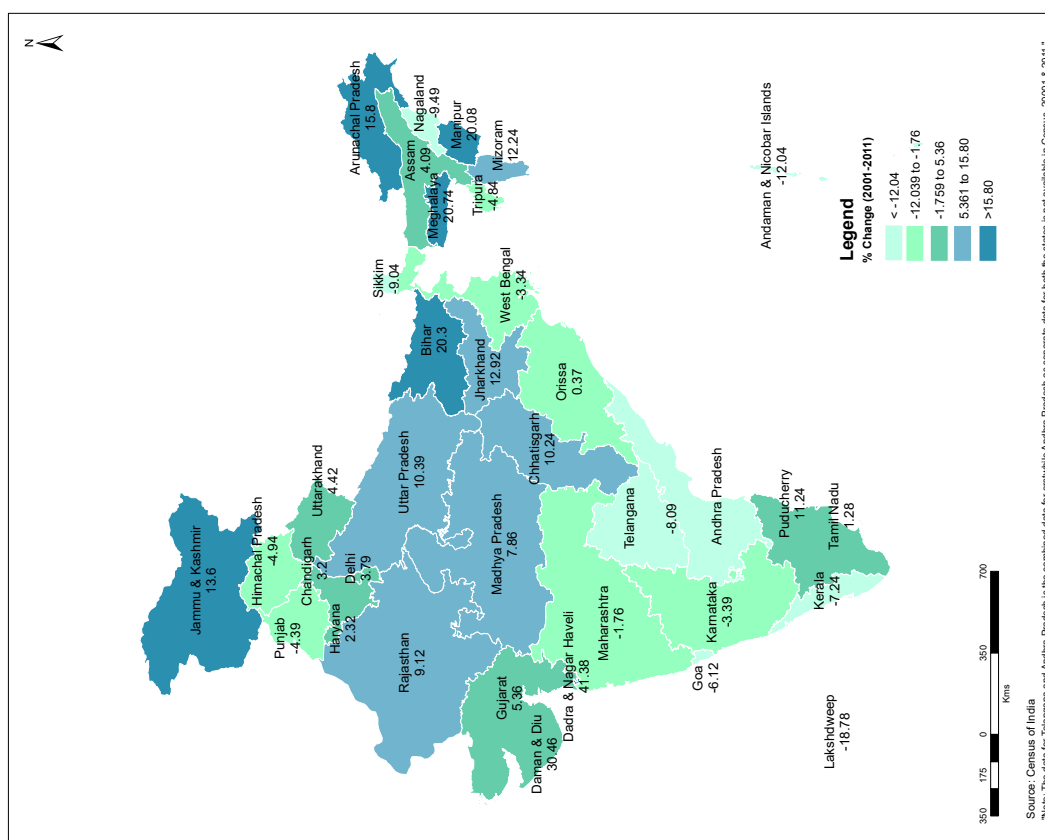 N
Jammu & Kashmir
13.6
Himachal Pradesh
-4.94
Punjab
-4.39
Chandigarh
3.2
Uttarakhand
4.42
Haryana
2.32
Delhi
3.79
Rajasthan
9.12
Uttar Pradesh
10.39
Bihar
20.3
Sikkim
-9.04
Arunachal Pradesh
15.8
Assam
4.09
Nagaland
-9.49
Manipur
20.08
Meghalaya
20.74
Mizoram
12.24
Tripura
-4.84
West Bengal
-3.34
Jharkhand
12.92
Orissa
0.37
Chhatisgarh
10.24
Madhya Pradesh
7.86
Gujarat
5.36
Daman & Diu
30.46
Dadra & Nagar Haveli
41.38
Maharashtra
-1.76
Telangana
-8.09
Andhra Pradesh
Karnataka
-3.39
Goa
-6.12
Kerala
-7.24
Puducherry
11.24
Tamil Nadu
1.28
Lakshdweep
-18.78
Andaman & Nicobar Islands
-12.04
Legend
% Change (2001-2011)
< -12.04
-12.039 to -1.76
-1.759 to 5.36
5.361 to 15.80
>15.80
350 175 0 350 700
Kms
Source: Census of India